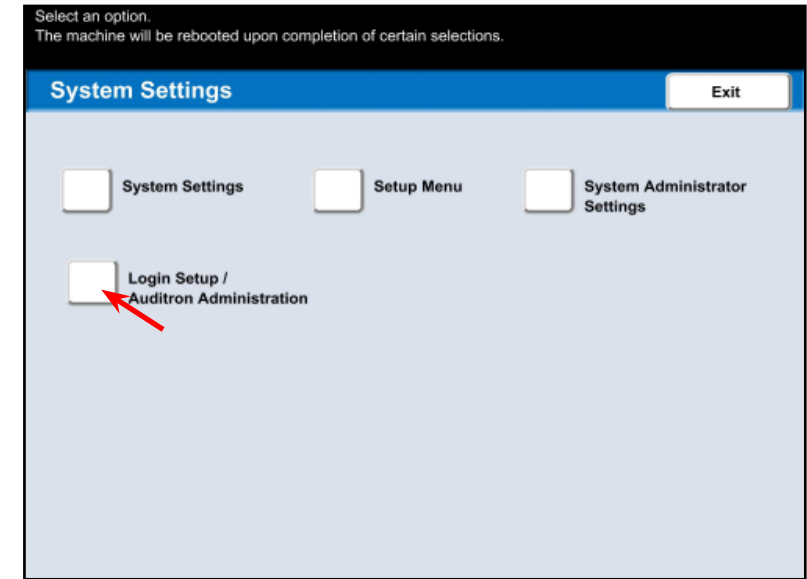 Select an option.
The machine will be rebooted upon completion of certain selections.
System Settings
Exit
System Settings
Setup Menu
System Administrator
Settings
Login Setup /
Auditron Administration